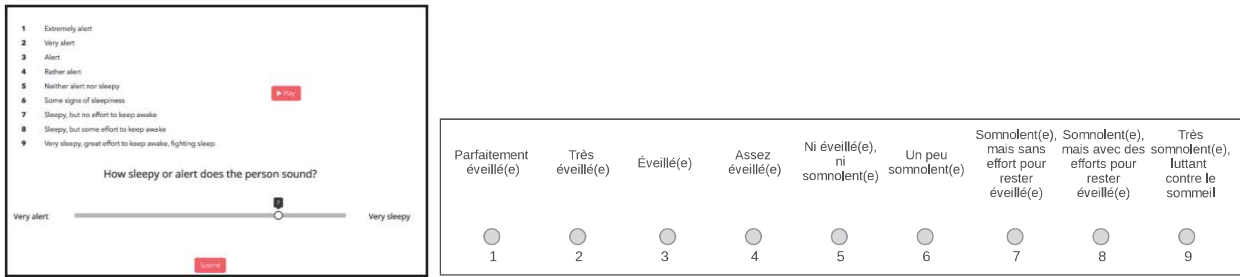 1 Extremely alert
2 Very alert
3 Alert
4 Rather alert
5 Neither alert nor sleepy
6 Some signs of sleepiness
7 Sleepy, but no effort to keep awake
8 Sleepy, but some effort to keep awake
9 Very sleepy, great effort to keep awake, fighting sleep
Play
How sleepy or alert does the person sound?
7
Very alert
Very sleepy
Submit
Parfaitement
éveillé(e)
Très
éveillé(e)
Éveillé(e)
Assez
éveillé(e)
Ni éveillé(e),
ni
somnolent(e)
Un peu
somnolent(e)
Somnolent(e),
mais sans
effort pour
rester
éveillé(e)
Somnolent(e),
mais avec des
efforts pour
rester
éveillé(e)
Très
somnolent(e),
luttant
contre le
sommeil
1 2 3 4 5 6 7 8 9